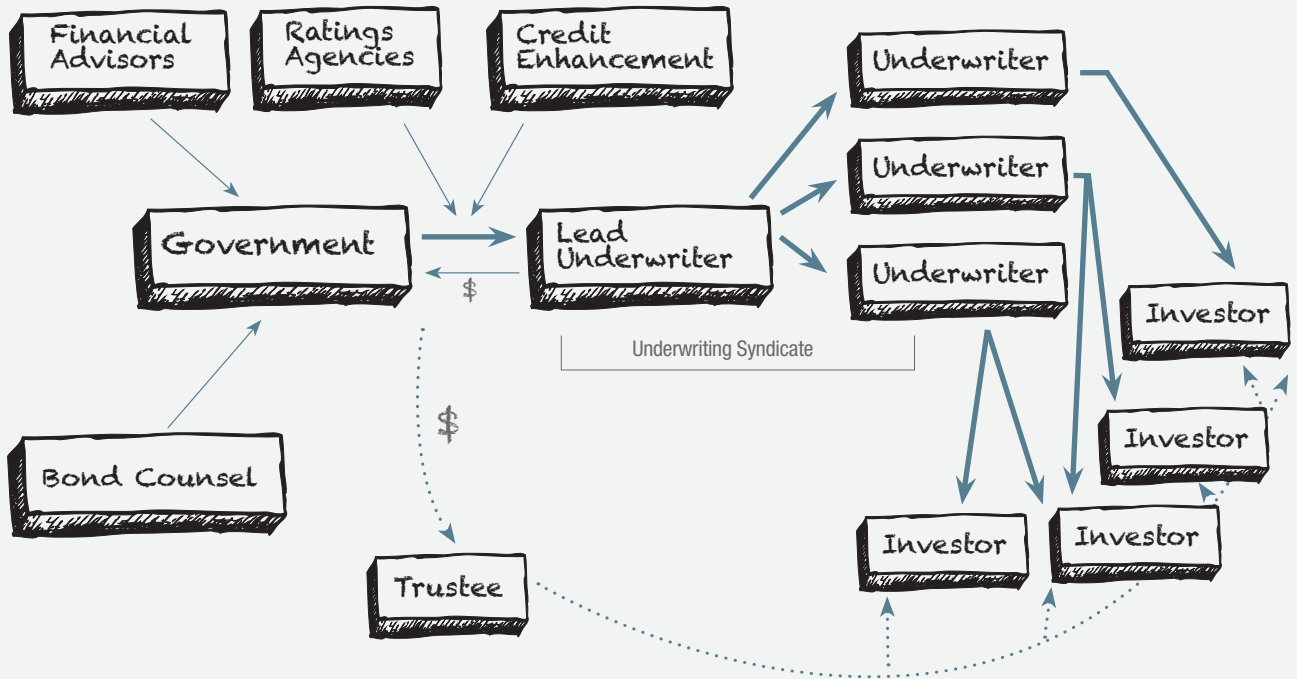 Financial
Advisors
Ratings
Agencies
Credit
Enhancement
Underwriter
Underwriter
Government
Lead
Underwriter
Underwriter
$
Investor
Underwriting Syndicate
$
Investor
Bond Counsel
Investor
Investor
Trustee